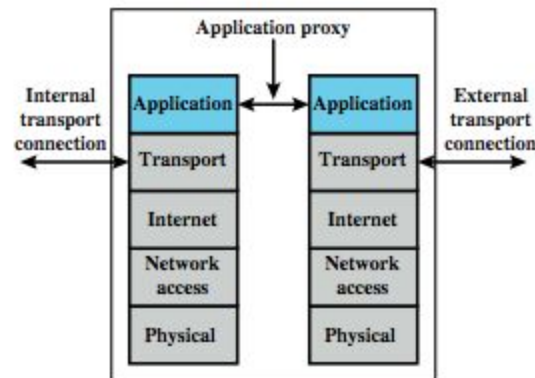 Application proxy
Internal
transport
connection
Application
Application
External
transport
connection
Transport
Transport
Internet
Internet
Network
access
Network
access
Physical
Physical